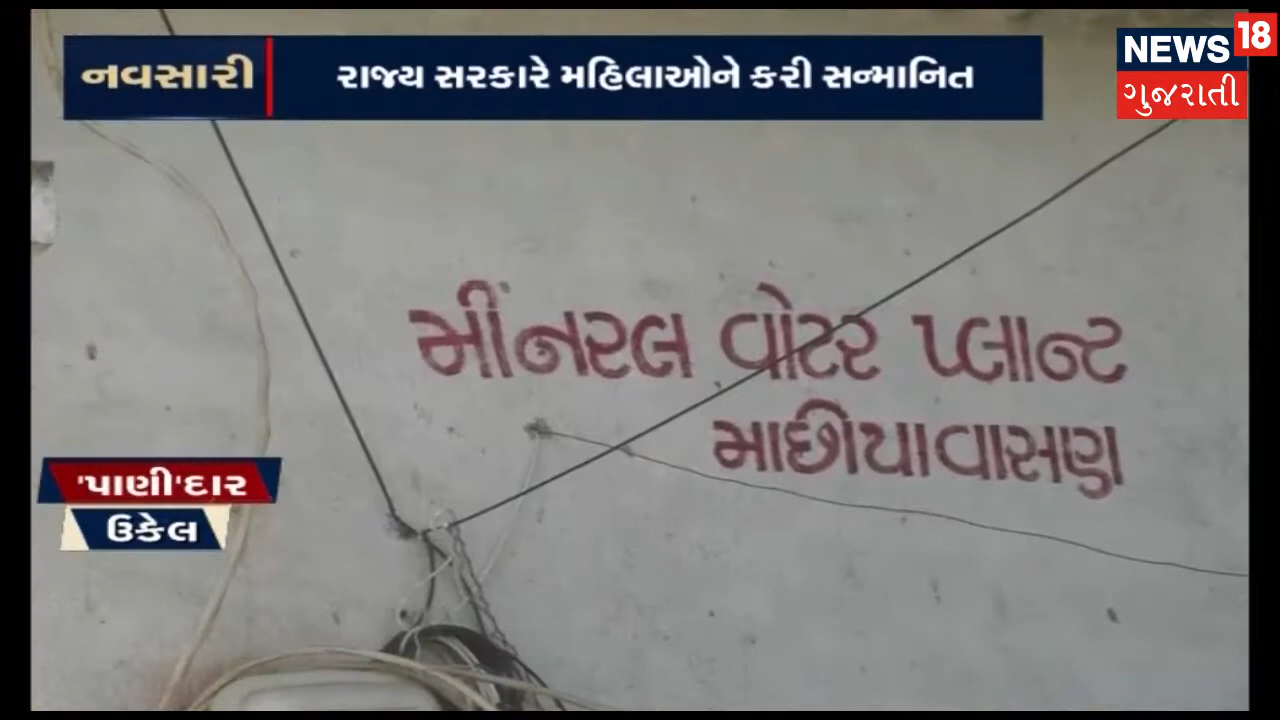 નવસારી
રાજ્ય સરકારે મહિલાઓને કરી સન્માનિત
NEWS 18
ગુજરાતી
મીંનરલ વોટર પ્લાન્ટ
માછીયાવાસણ
'પાણી'દાર
ઉકેલ